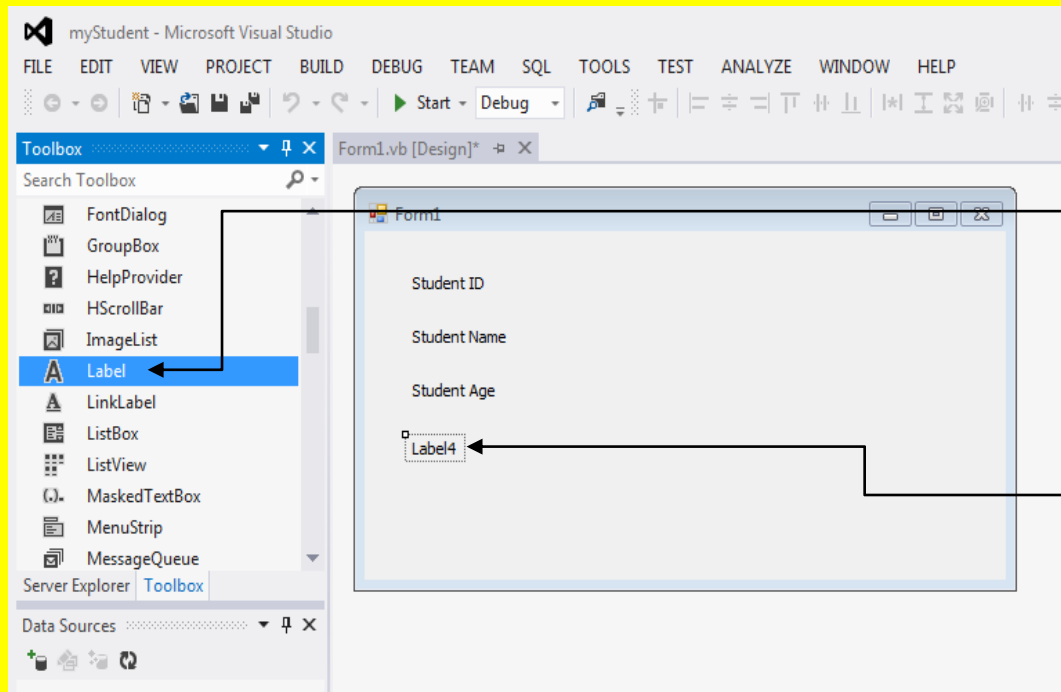 myStudent - Microsoft Visual Studio
FILE EDIT VIEW PROJECT BUILD DEBUG TEAM SQL TOOLS TEST ANALYZE WINDOW HELP
Start Debug
Toolbox
Form1.vb [Design]*
Search Toolbox
FontDialog
GroupBox
HelpProvider
HScrollBar
ImageList
Label
LinkLabel
ListBox
ListView
MaskedTextBox
MenuStrip
MessageQueue
Server Explorer Toolbox
Data Sources
Form1
Student ID
Student Name
Student Age
Label4